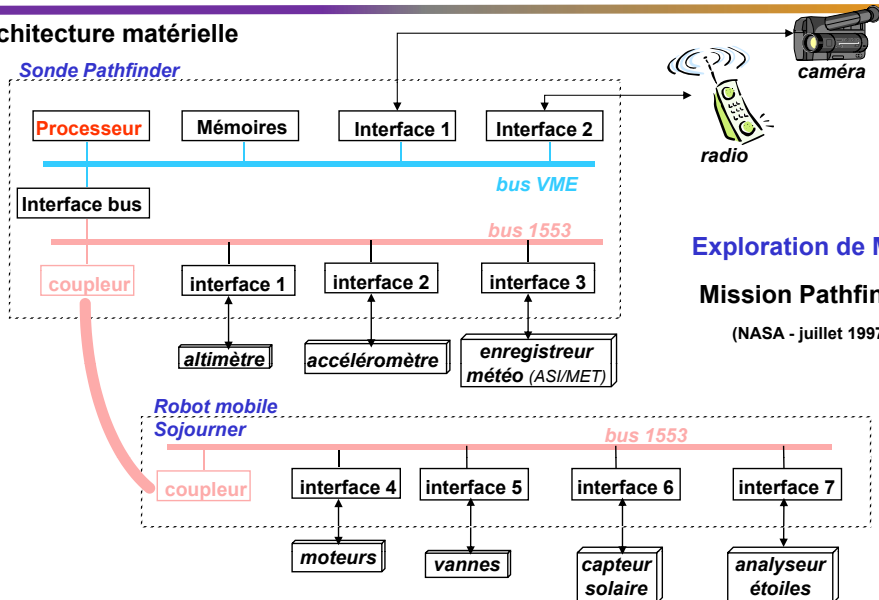 chitecture matérielle
Sonde Pathfinder
caméra
radio
Processeur
Mémoires
Interface 1
Interface 2
bus VME
Interface bus
bus 1553
coupleur
interface 1
interface 2
interface 3
Exploration de M
Mission Pathfin
(NASA - juillet 1997
altimètre
accéléromètre
enregistreur
météo (ASI/MET)
Robot mobile
Sojourner
bus 1553
coupleur
interface 4
interface 5
interface 6
interface 7
moteurs
vannes
capteur
solaire
analyseur
étoiles